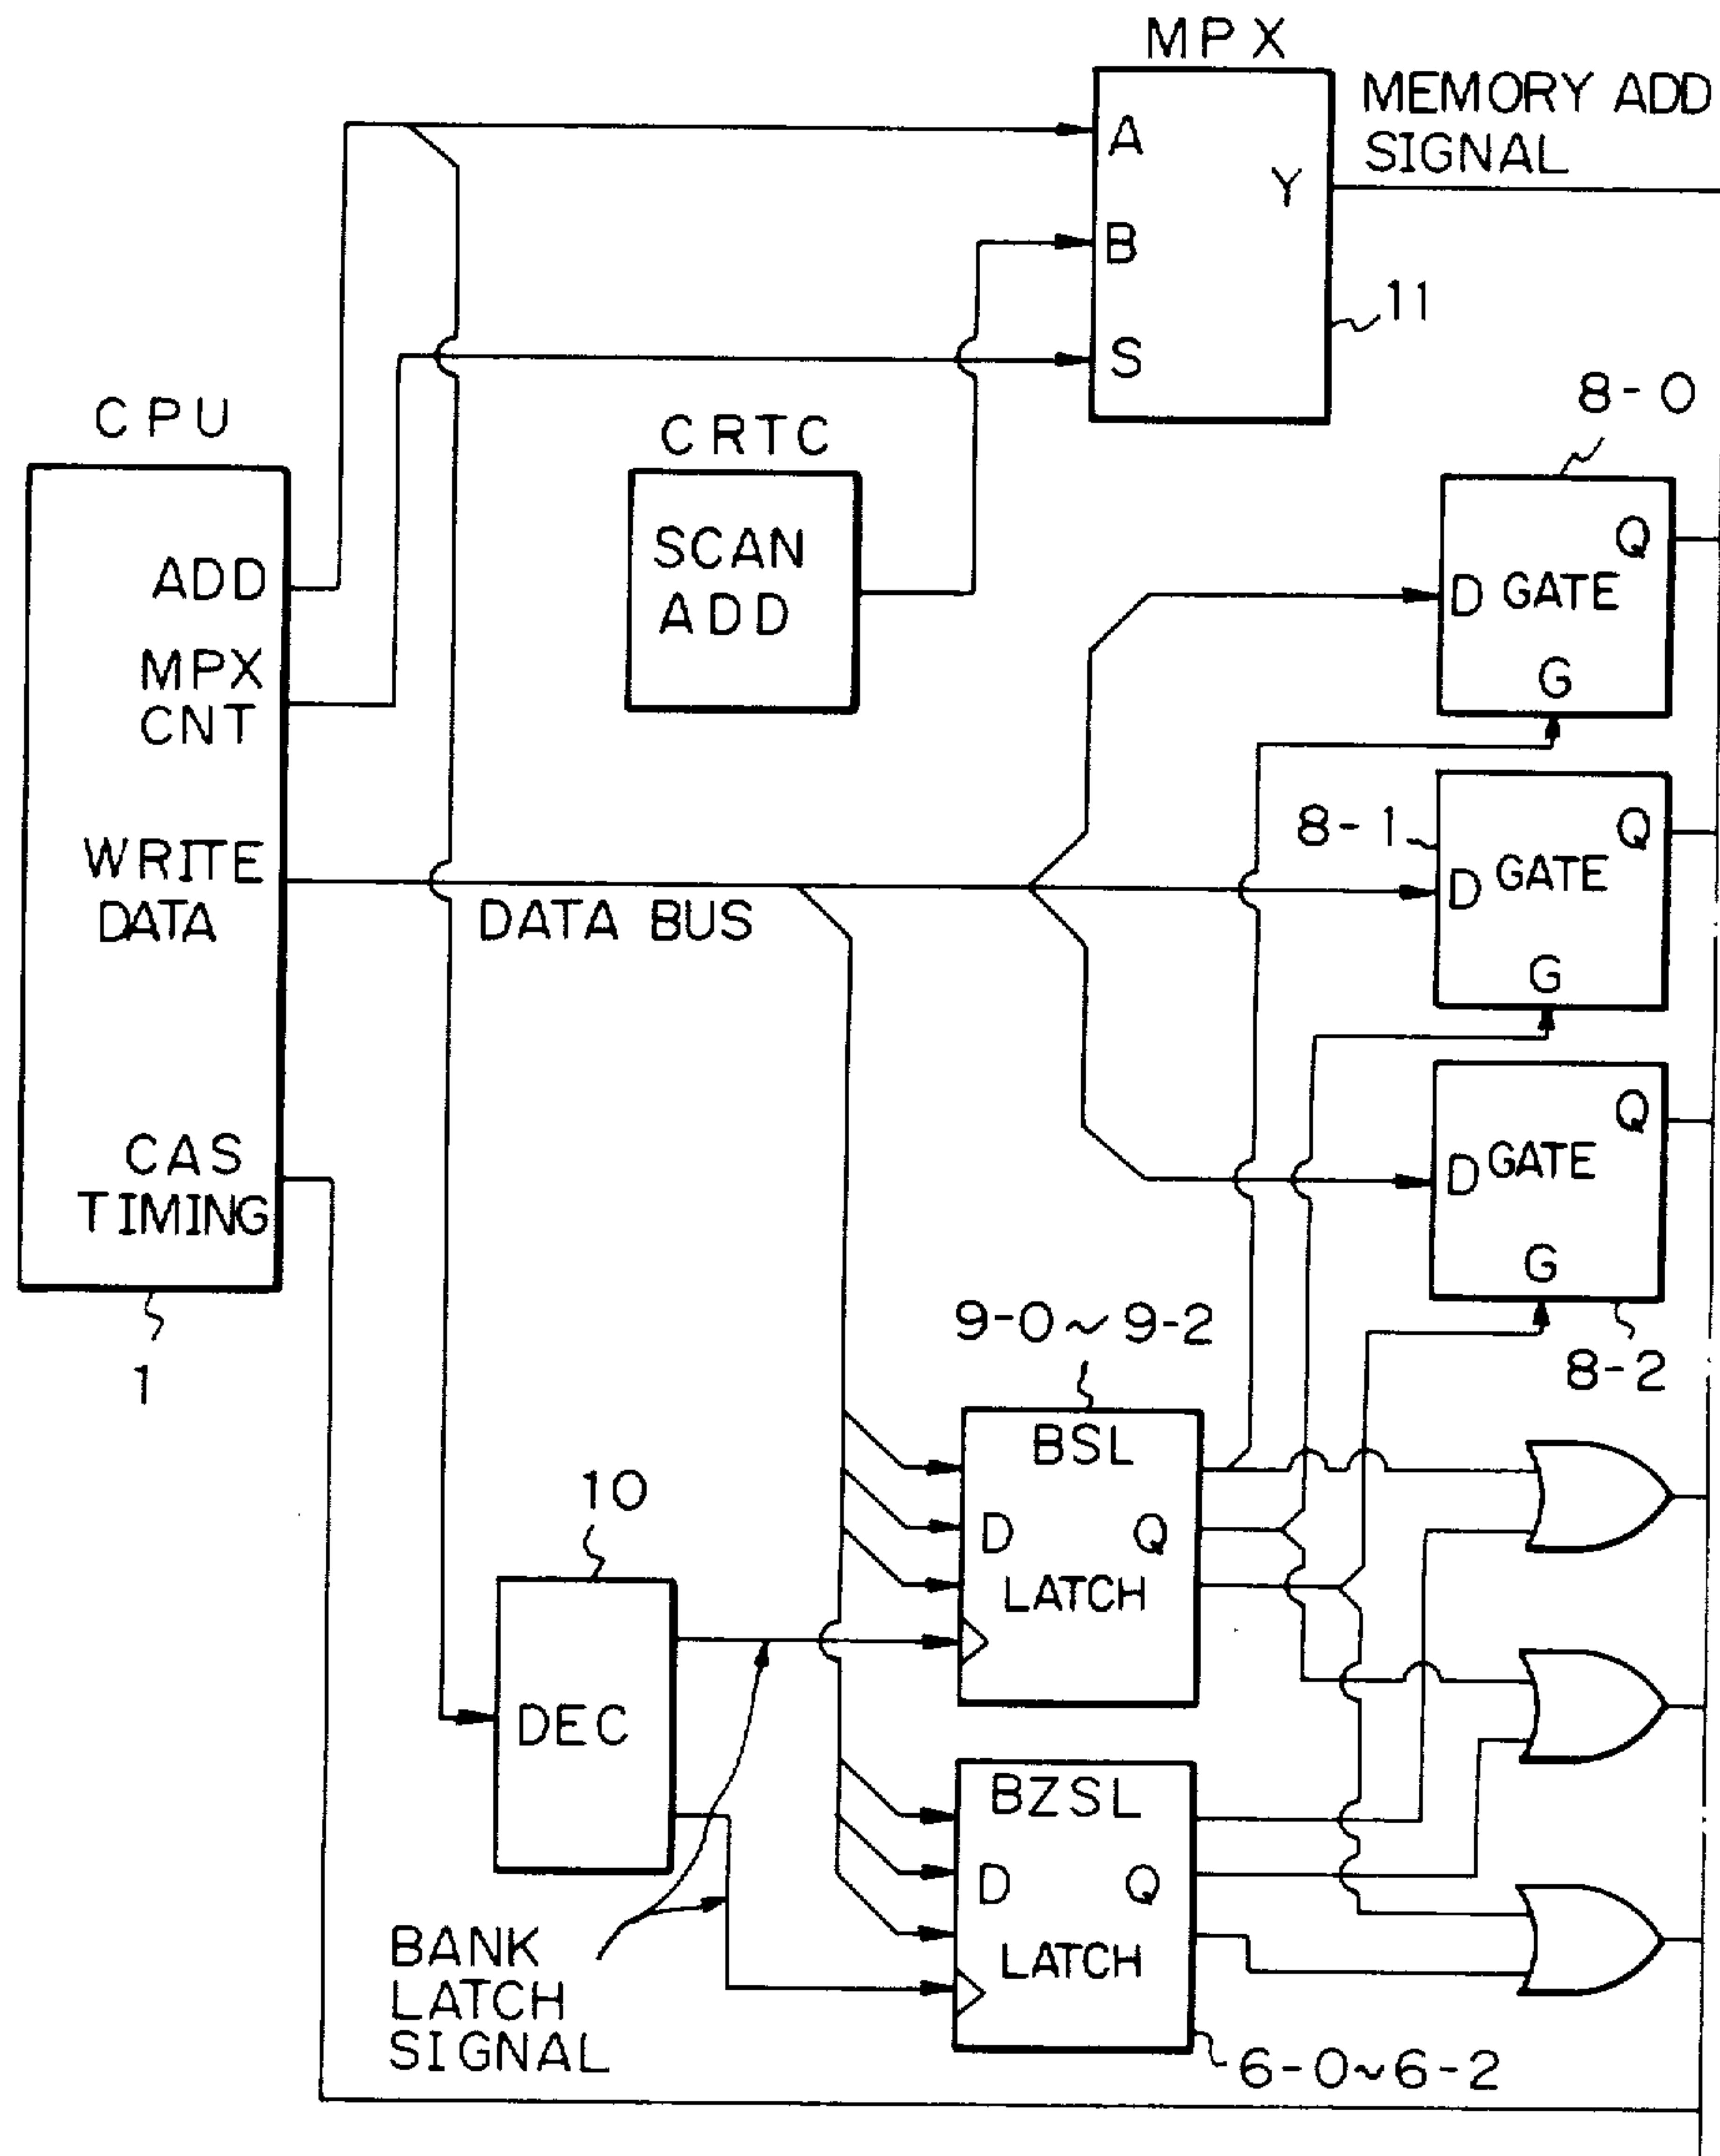 MPX
MEMORY ADD
SIGNAL
A
Y
B
11
S
8-0
CPU
CRTC
Q
SCAN
ADD
ADD
D GATE
MPX
G
CNT
8-1
Q
WRITE
D GATE
DATA
DATA BUS
G
Q
CAS
D GATE
TIMING
G
9-0~9-2
1
8-2
BSL
10
D Q
LATCH
DEC
BZSL
D Q
BANK
LATCH
LATCH
SIGNAL
6-0~6-2